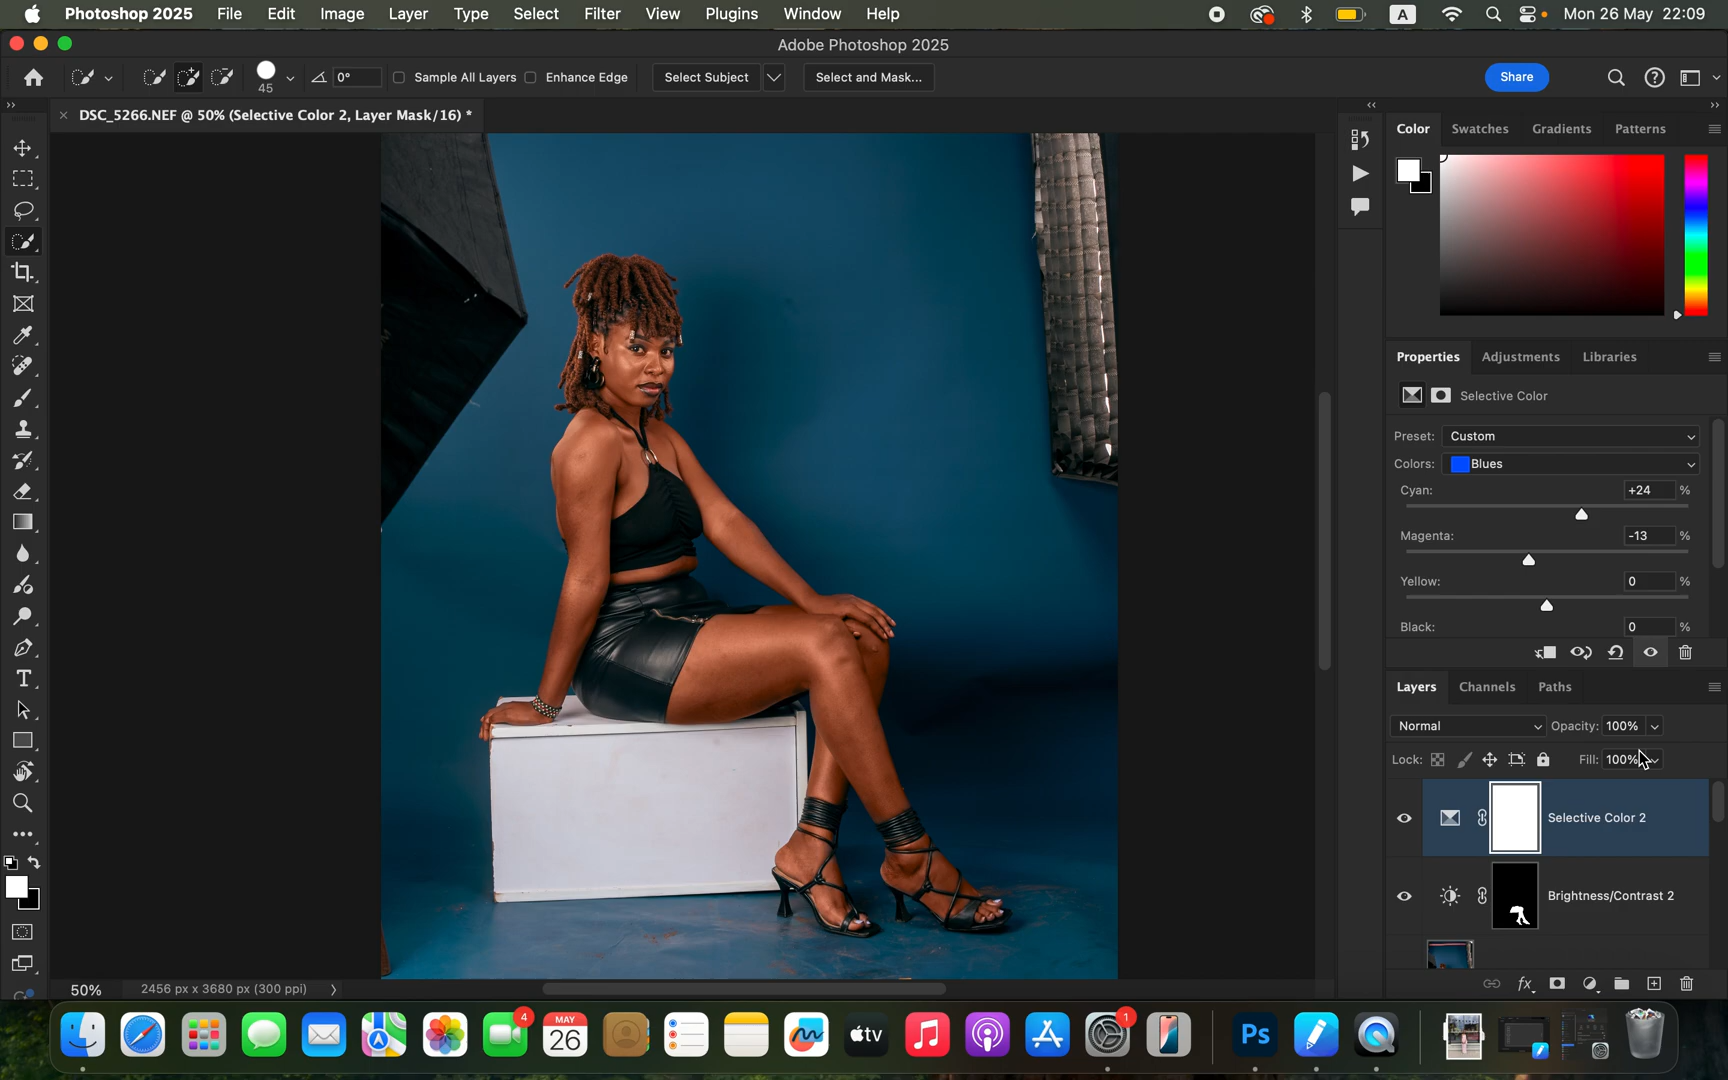 Photoshop 2025 File Edit Image Layer Type Select Filter View Plugins Window Help A Mon 26 May 22:09
Adobe Photoshop 2025
45 0° Sample All Layers Enhance Edge Select Subject Select and Mask... Share
DSC_5266.NEF @ 50% (Selective Color 2, Layer Mask/16) *
Color Swatches Gradients Patterns
Properties Adjustments Libraries
Selective Color
Preset: Custom
Colors: Blues
Cyan: +24 %
Magenta: -13 %
Yellow: 0 %
Black: 0 %
Layers Channels Paths
Normal Opacity: 100%
Lock: Fill: 100%
Selective Color 2
Brightness/Contrast 2
fx
50% 2456 px x 3680 px (300 ppi)
4 MAY 26 tv 1 Ps